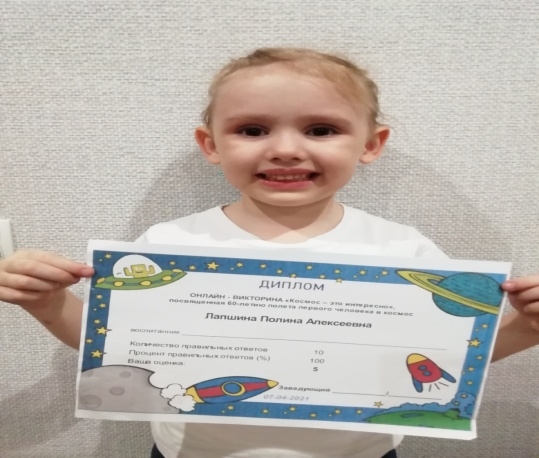 ДИПЛОМ
ОНЛАЙН - ВИКТОРИНА «Космос – это интересно»,
посвященная 60-летию полета первого человека в космос
Лапшина Полина Алексеевна
воспитанник
Количество правильных ответов 10
Процент правильных ответов (%) 100
Ваша оценка: 5
Заведующий / 
07-04-2021